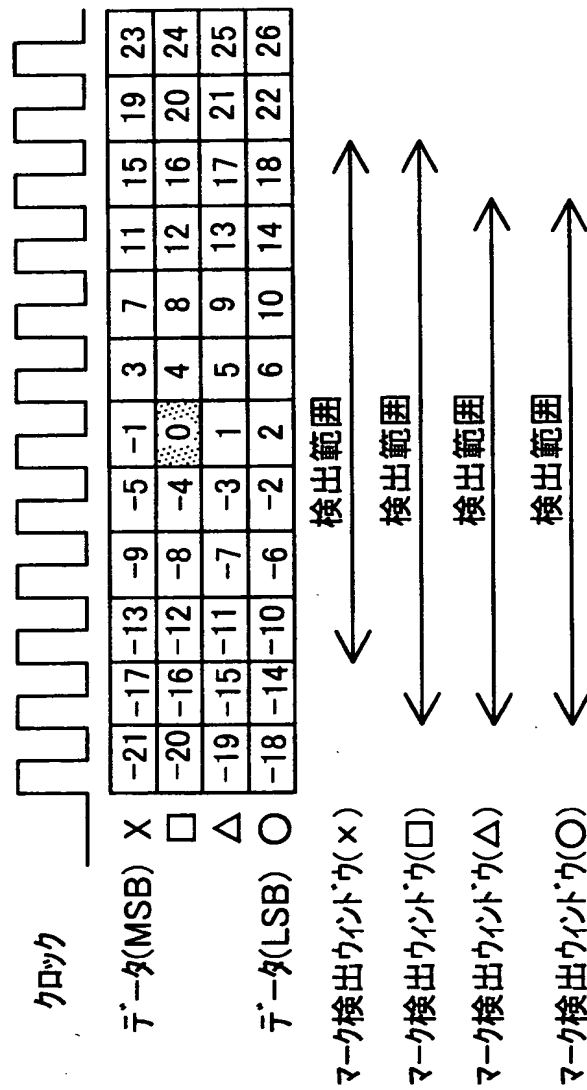 クロック
データ(MSB) × -21 -17 -13 -9 -5 -1 3 7 11 15 19 23
□ -20 -16 -12 -8 -4 0 4 8 12 16 20 24
△ -19 -15 -11 -7 -3 1 5 9 13 17 21 25
データ(LSB) ○ -18 -14 -10 -6 -2 2 6 10 14 18 22 26
マーク検出ウィンドウ(×) 検出範囲
マーク検出ウィンドウ(□) 検出範囲
マーク検出ウィンドウ(△) 検出範囲
マーク検出ウィンドウ(○) 検出範囲